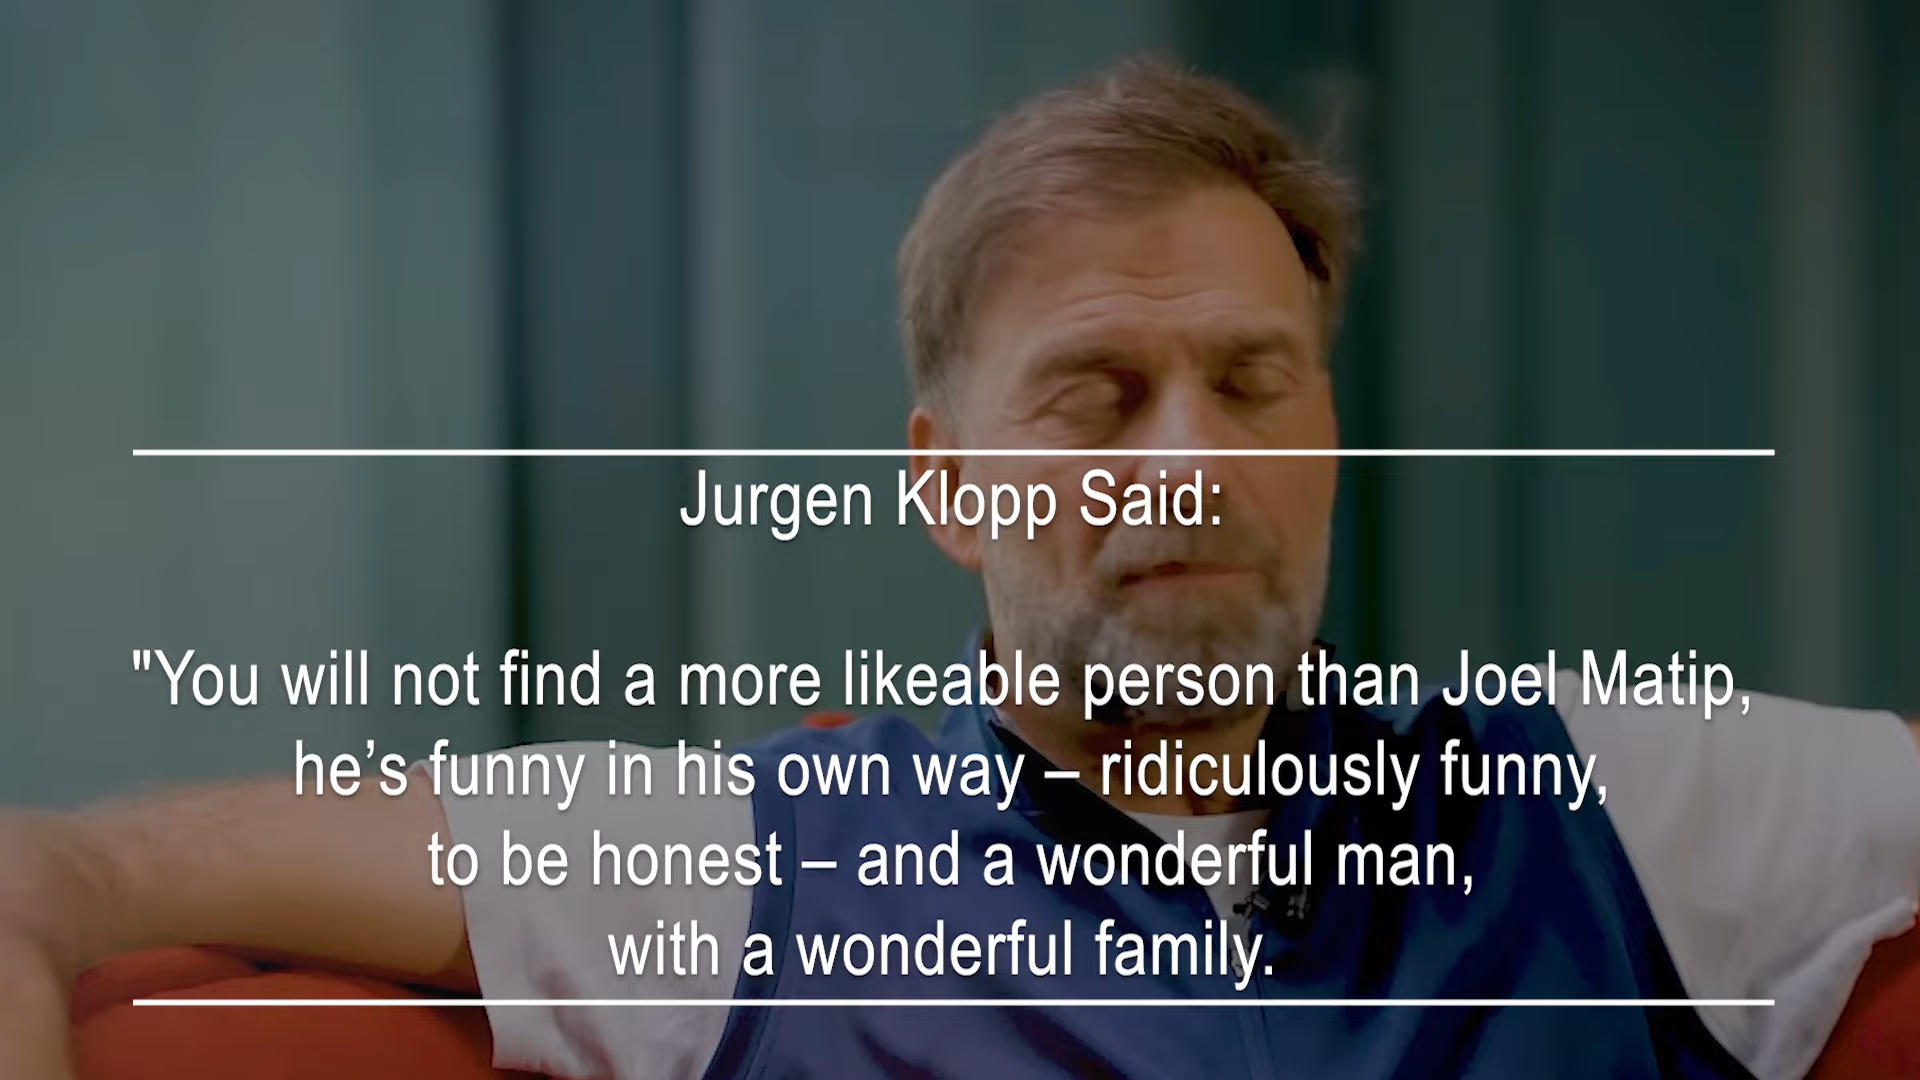 Jurgen Klopp Said:
"You will not find a more likeable person than Joel Matip,
he’s funny in his own way – ridiculously funny,
to be honest – and a wonderful man,
with a wonderful family.